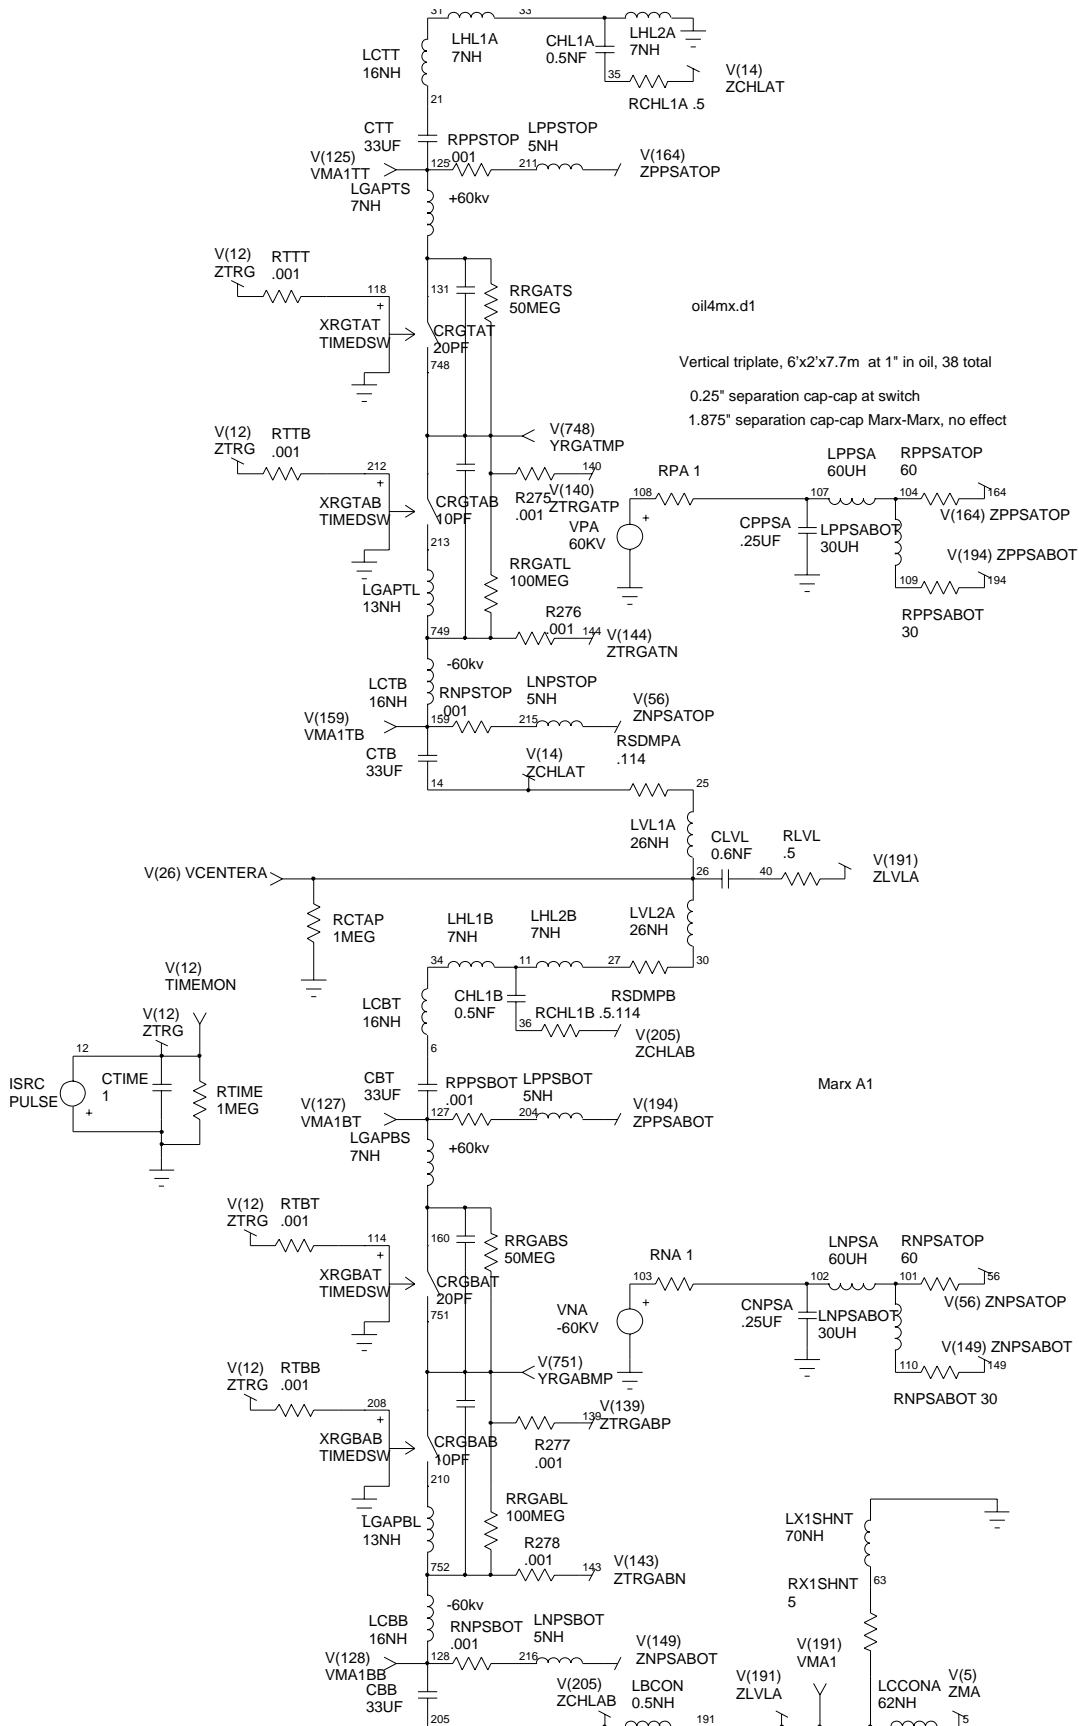 31
33
LHL1A
7NH
CHL1A
0.5NF
LHL2A
7NH
LCTT
16NH
35
V(14)
ZCHLAT
RCHL1A .5
21
CTT
33UF
RPPSTOP
.001
LPPSTOP
5NH
V(125)
VMA1TT
125
211
V(164)
ZPPSATOP
LGAPTS
7NH
+60kv
V(12)
ZTRG
RTTT
.001
118
+
131
RRGATS
50MEG
oil4mx.d1
XRGTAT
TIMEDSW
CRGTAT
20PF
748
Vertical triplate, 6'x2'x7.7m at 1" in oil, 38 total
0.25" separation cap-cap at switch
1.875" separation cap-cap Marx-Marx, no effect
V(12)
ZTRG
RTTB
.001
V(748)
YRGATMP
212
+
140
XRGTAB
TIMEDSW
CRGTAB
10PF
R275
.001
V(140)
ZTRGATP
213
LGAPTL
13NH
RRGATL
100MEG
108
RPA 1
VPA
60KV
+
107
LPPSA
60UH
104
RPPSATOP
60
164
V(164) ZPPSATOP
CPPSA
.25UF
LPPSABOT
30UH
V(194) ZPPSABOT
109
194
RPPSABOT
30
749
R276
.001
144
V(144)
ZTRGATN
-60kv
LCTB
16NH
RNPSTOP
.001
LNPSTOP
5NH
V(56)
ZNPSATOP
V(159)
VMA1TB
159
215
CTB
33UF
V(14)
ZCHLAT
RSDMPA
.114
14
25
LVL1A
26NH
CLVL
0.6NF
RLVL
.5
V(26) VCENTERA
26
40
V(191)
ZLVLA
RCTAP
1MEG
LHL1B
7NH
LHL2B
7NH
LVL2A
26NH
34
11
27
30
LCBT
16NH
CHL1B
0.5NF
RSDMPB
RCHL1B .5.114
36
V(205)
ZCHLAB
6
V(12)
TIMEMON
V(12)
ZTRG
12
ISRC
PULSE
+
CTIME
1
RTIME
1MEG
CBT
33UF
RPPSBOT
.001
LPPSBOT
5NH
Marx A1
V(127)
VMA1BT
127
204
V(194)
ZPPSABOT
LGAPBS
7NH
+60kv
V(12)
ZTRG
RTBT
.001
114
+
160
RRGABS
50MEG
XRGBAT
TIMEDSW
CRGBAT
20PF
751
103
RNA 1
VNA
-60KV
+
102
LNPSA
60UH
101
RNPSATOP
60
56
V(56) ZNPSATOP
CNPSA
.25UF
LNPSABOT
30UH
V(149) ZNPSABOT
110
149
RNPSABOT 30
V(751)
YRGABMP
V(12)
ZTRG
RTBB
.001
208
+
V(139)
ZTRGABP
139
XRGBAB
TIMEDSW
CRGBAB
10PF
R277
.001
210
LGAPBL
13NH
RRGABL
100MEG
R278
.001
752
143
V(143)
ZTRGABN
LX1SHNT
70NH
63
RX1SHNT
5
-60kv
LCBB
16NH
RNPSBOT
.001
LNPSBOT
5NH
V(128)
VMA1BB
128
216
V(149)
ZNPSABOT
CBB
33UF
V(205)
ZCHLAB
LBCON
0.5NH
V(191)
ZLVLA
V(191)
VMA1
LCCONA
62NH
V(5)
ZMA
205
191
5